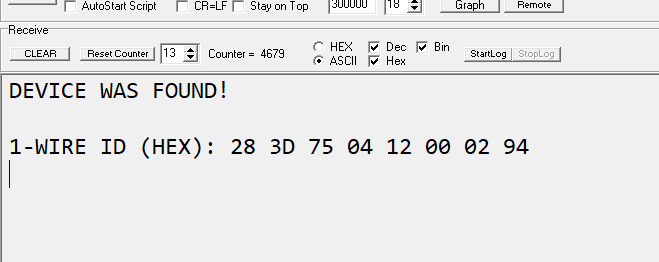 AutoStart Script CR=LF Stay on Top 300000 18 Graph Remote
Receive
CLEAR Reset Counter 13 Counter = 4679 HEX Dec Bin StartLog StopLog
ASCII Hex
DEVICE WAS FOUND!
1-WIRE ID (HEX): 28 3D 75 04 12 00 02 94